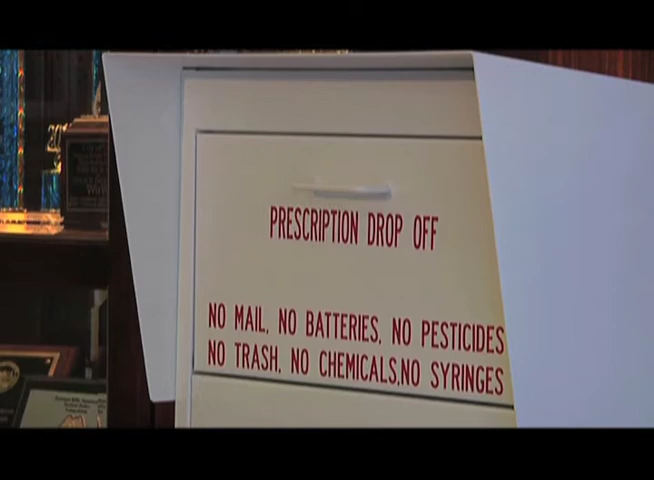 PRESCRIPTION DROP OFF
NO MAIL, NO BATTERIES, NO PESTICIDES
NO TRASH, NO CHEMICALS,NO SYRINGES